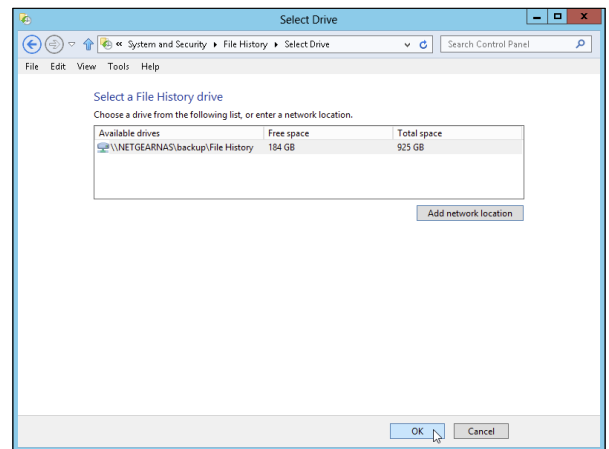 Select Drive
« System and Security ▸ File History ▸ Select Drive
Search Control Panel
File Edit View Tools Help
Select a File History drive
Choose a drive from the following list, or enter a network location.
Available drives Free space Total space
\\NETGEARNAS\backup\File History 184 GB 925 GB
Add network location
OK Cancel